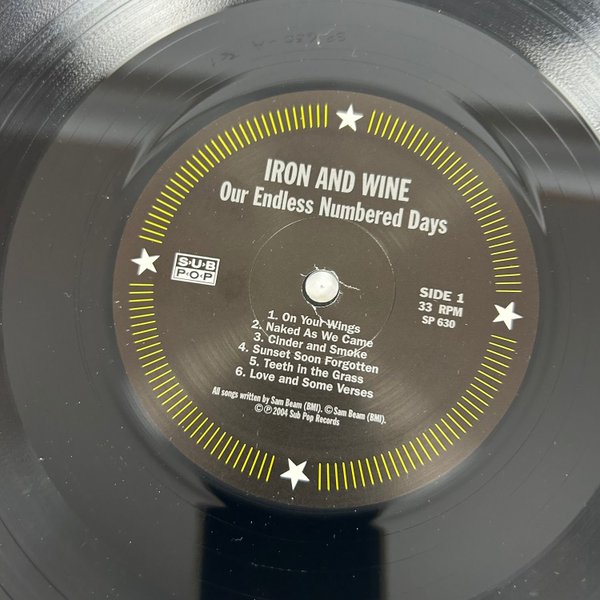 IRON AND WINE
Our Endless Numbered Days
SUB
POP
SIDE 1
33 RPM
SP 630
1. On Your Wings
2. Naked As We Came
3. Cinder and Smoke
4. Sunset Soon Forgotten
5. Teeth in the Grass
6. Love and Some Verses
All songs written by Sam Beam (BMI). ©Sam Beam (BMI).
©℗2004 Sub Pop Records